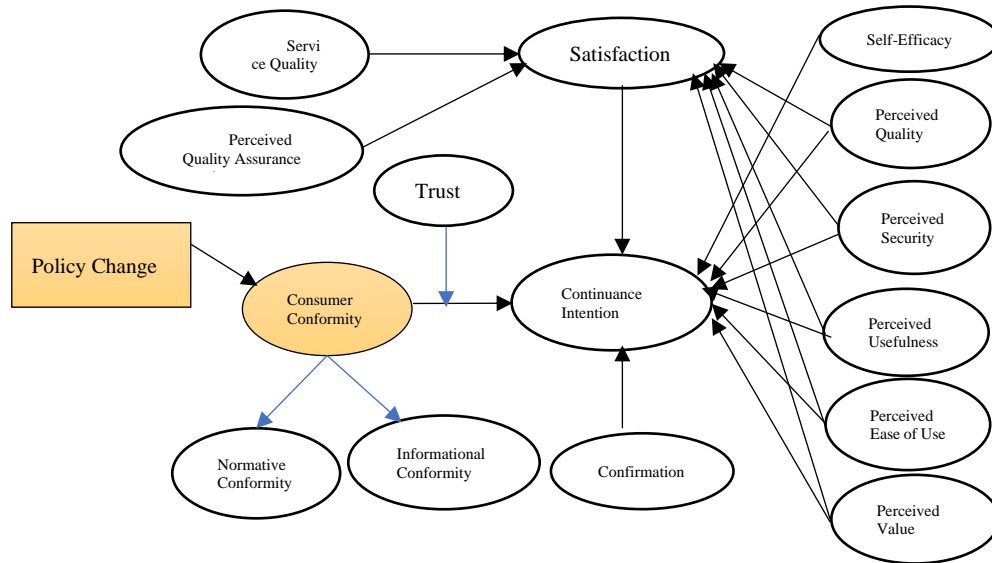 Servi
ce Quality
Satisfaction
Self-Efficacy
Perceived
Quality
Perceived
Quality Assurance
Trust
Perceived
Security
Policy Change
Consumer
Conformity
Continuance
Intention
Perceived
Usefulness
Perceived
Ease of Use
Normative
Conformity
Informational
Conformity
Confirmation
Perceived
Value